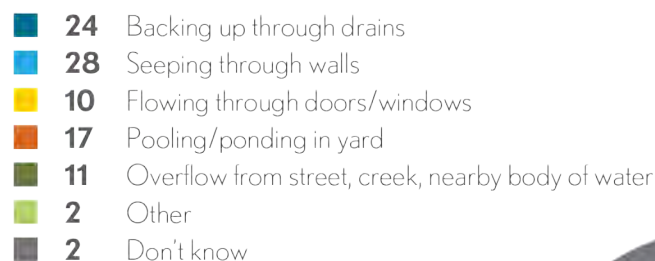 24 Backing up through drains
28 Seeping through walls
10 Flowing through doors/windows
17 Pooling/ponding in yard
11 Overflow from street, creek, nearby body of water
2 Other
2 Don't know